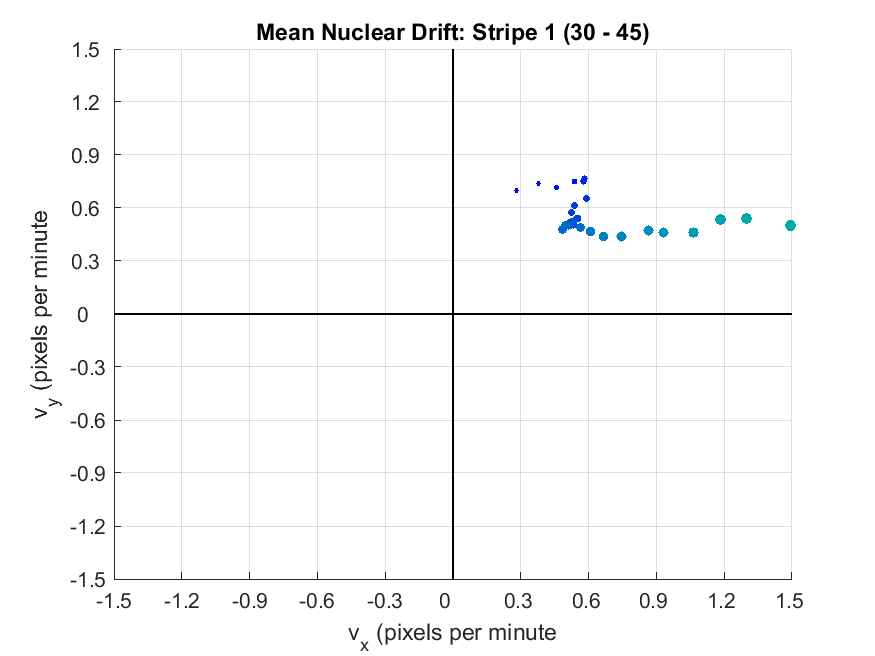 Mean Nuclear Drift: Stripe 1 (30 - 45)
1.5
1.2
0.9
0.6
0.3
0
-0.3
-0.6
-0.9
-1.2
-1.5
v_y (pixels per minute
-1.5 -1.2 -0.9 -0.6 -0.3 0 0.3 0.6 0.9 1.2 1.5
v_x (pixels per minute